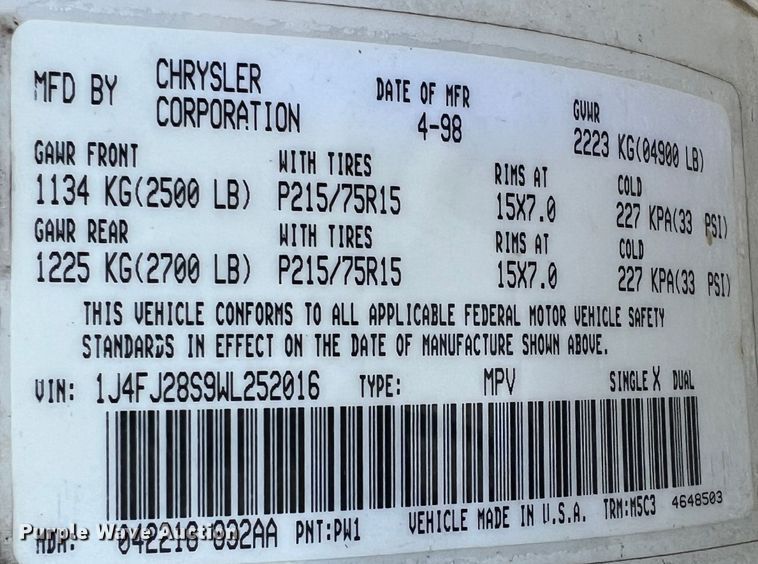 MFD BY CHRYSLER CORPORATION DATE OF MFR 4-98 GVWR 2223 KG(04900 LB)
GAWR FRONT WITH TIRES RIMS AT COLD
1134 KG(2500 LB) P215/75R15 15X7.0 227 KPA(33 PSI)
GAWR REAR WITH TIRES RIMS AT COLD
1225 KG(2700 LB) P215/75R15 15X7.0 227 KPA(33 PSI)
THIS VEHICLE CONFORMS TO ALL APPLICABLE FEDERAL MOTOR VEHICLE SAFETY
STANDARDS IN EFFECT ON THE DATE OF MANUFACTURE SHOWN ABOVE.
VIN: 1J4FJ28S9WL252016 TYPE: MPV SINGLE X DUAL
MDH: 042218 032AA PNT:PW1 VEHICLE MADE IN U.S.A. TRM:M5C3 4648503
Purple Wave Auction